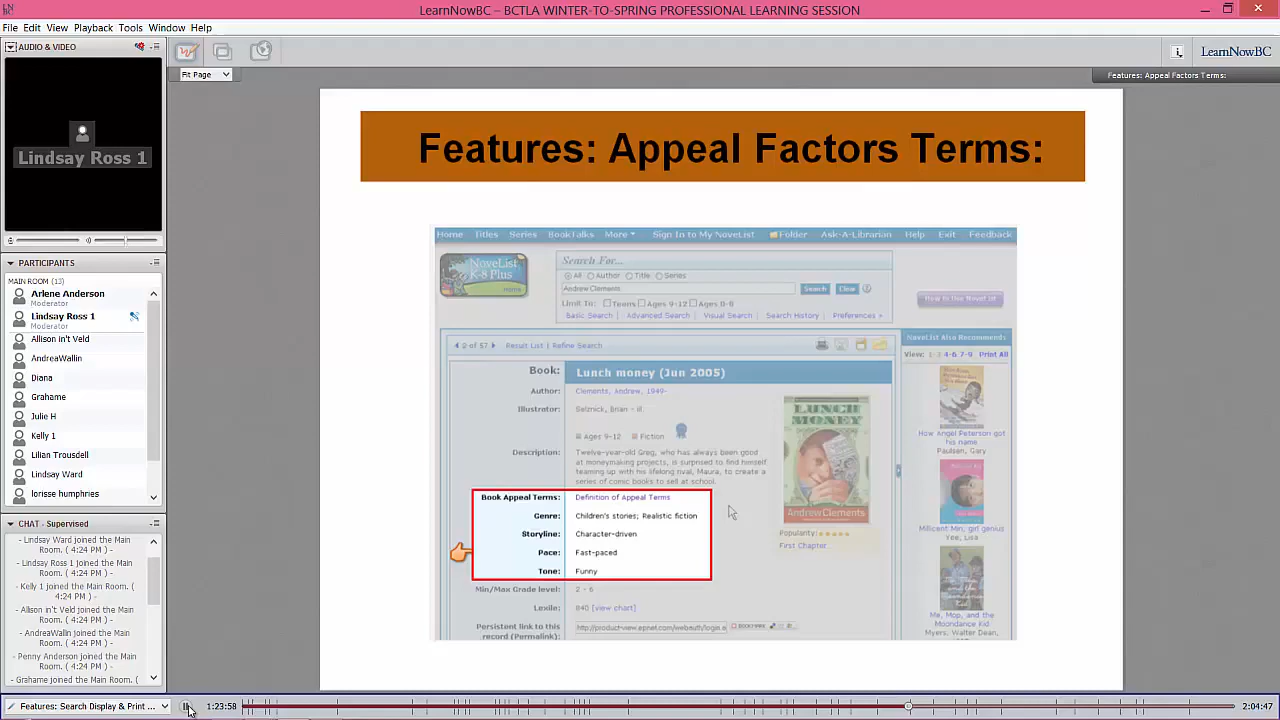 LearnNowBC – BCTLA WINTER-TO-SPRING PROFESSIONAL LEARNING SESSION
File Edit View Playback Tools Window Help
AUDIO & VIDEO
LearnNowBC
Fit Page
Features: Appeal Factors Terms:
Lindsay Ross 1
PARTICIPANTS
MAIN ROOM (13)
Arlene Anderson
Moderator
Lindsay Ross 1
Moderator
Allison in't Veld
AndreaWallin
Diana
Grahame
Julie H
Kelly 1
Lilian Trousdell
Lindsay Ward
lorisse humphries
CHAT - Supervised
- Lindsay Ward joined the Main
Room. ( 4:24 PM ) -
- Lindsay Ross 1 joined the Main
Room. ( 4:24 PM ) -
- Kelly 1 joined the Main Room. (
4:24 PM ) -
- Allison in't Veld joined the Main
Room. ( 4:24 PM ) -
- AndreaWallin joined the Main
Room. ( 4:24 PM ) -
- Penny Anderson joined the Main
Room. ( 4:24 PM ) -
- Grahame joined the Main Room. (
Features: Appeal Factors Terms:
Home Titles Series BookTalks More Sign In to My NoveList Folder Ask-A-Librarian Help Exit Feedback
NoveList
K-8 Plus
Home
Search For...
All Author Title Series
Andrew Clements
Search Clear
Limit To: Teens Ages 9-12 Ages 0-8
Basic Search Advanced Search Visual Search Search History Preferences »
How to Use NoveList
2 of 57 Result List | Refine Search
Book: Lunch money (Jun 2005)
Author: Clements, Andrew, 1949-
Illustrator: Selznick, Brian - ill.
Ages 9-12 Fiction
Description: Twelve-year-old Greg, who has always been good
at moneymaking projects, is surprised to find himself
teaming up with his lifelong rival, Maura, to create a
series of comic books to sell at school.
Book Appeal Terms: Definition of Appeal Terms
Genre: Children's stories; Realistic fiction
Storyline: Character-driven
Pace: Fast-paced
Tone: Funny
Min/Max Grade level: 2 - 6
Lexile: 840 [view chart]
Persistent link to this
record (Permalink):
LUNCH
MONEY
Andrew Clements
Popularity:
First Chapter
NoveList Also Recommends
View: 1-3 4-6 7-9 Print All
How Angel Peterson got
his name
Paulsen, Gary
Millicent Min, girl genius
Yee, Lisa
Me, Mop, and the
Moondance Kid
Myers, Walter Dean,
Features: Search Display & Print ...
1:23:58
2:04:47